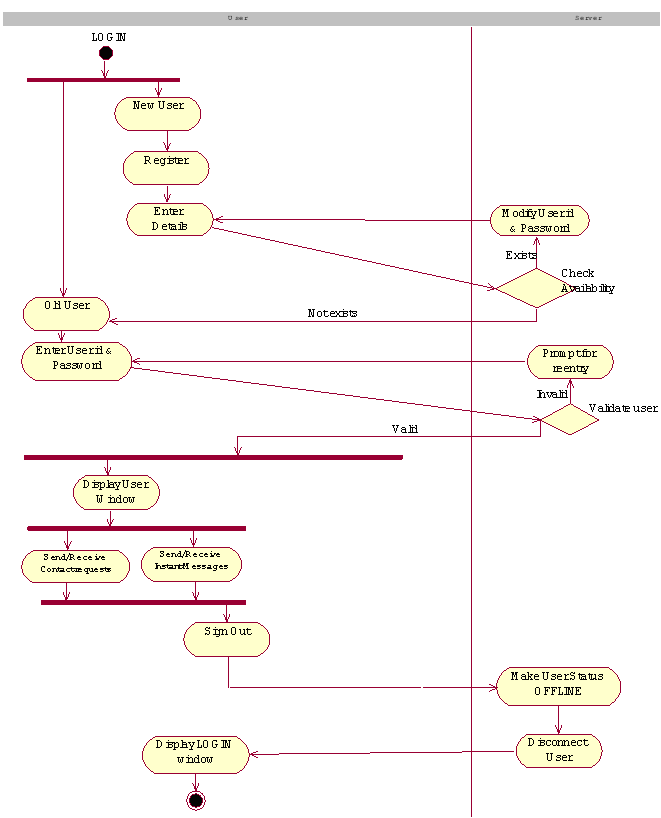 User
Server
LOGIN
New User
Register
Enter
Details
Modify Userid
& Password
Exists
Check
Availability
Old User
Not exists
Enter Userid &
Password
Prompt for
reentry
Invalid
Validate user
Valid
Display User
Window
Send/Receive
Contact requests
Send/Receive
Instant Messages
Sign Out
Make User Status
OFFLINE
Display LOGIN
window
Disconnect
User